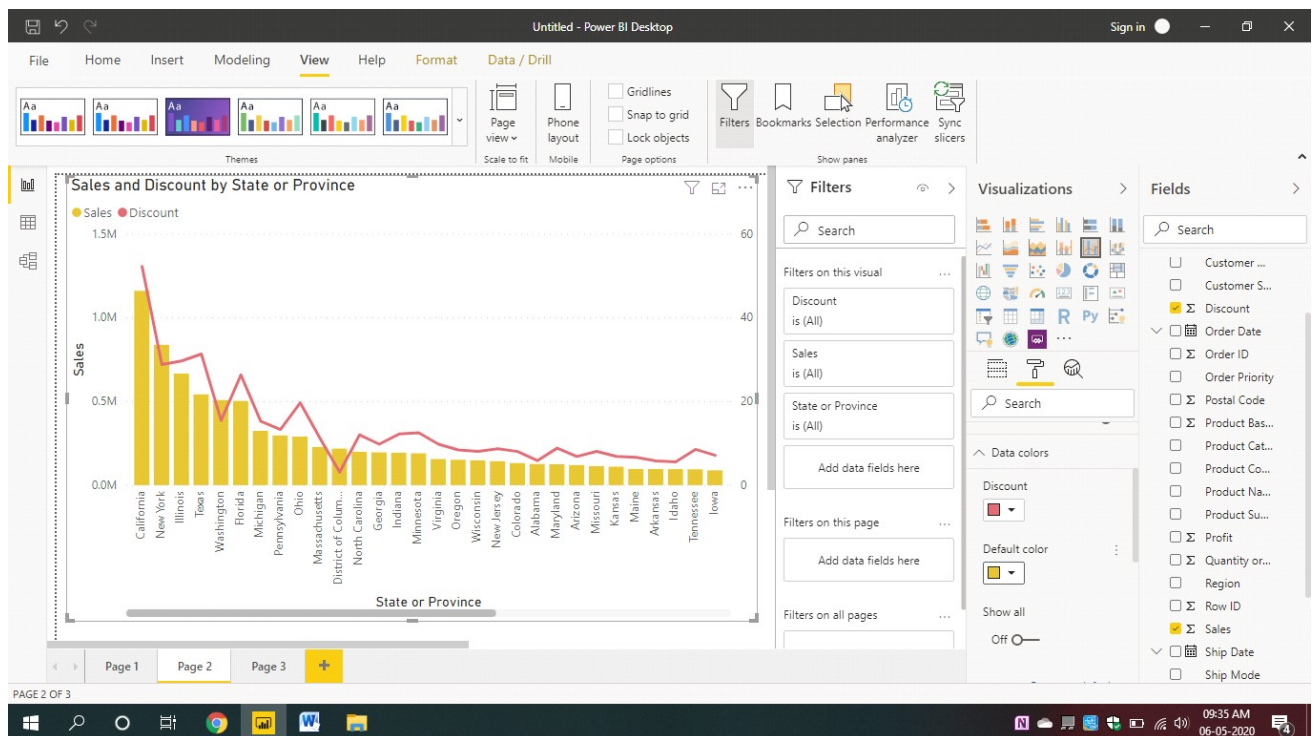 Untitled - Power BI Desktop
Sign in
File Home Insert Modeling View Help Format Data / Drill
Aa Aa Aa Aa Aa Aa
Page view
Phone layout
Gridlines
Snap to grid
Lock objects
Filters
Bookmarks
Selection
Performance analyzer
Sync slicers
Themes
Scale to fit
Mobile
Page options
Show panes
Sales and Discount by State or Province
Sales Discount
1.5M
1.0M
0.5M
0.0M
Sales
60
40
20
0
California
New York
Illinois
Texas
Washington
Florida
Michigan
Pennsylvania
Ohio
Massachusetts
District of Colum...
North Carolina
Georgia
Indiana
Minnesota
Virginia
Oregon
Wisconsin
New Jersey
Colorado
Alabama
Maryland
Arizona
Missouri
Kansas
Maine
Arkansas
Idaho
Tennessee
Iowa
State or Province
Filters
Search
Filters on this visual ...
Discount
is (All)
Sales
is (All)
State or Province
is (All)
Add data fields here
Filters on this page ...
Add data fields here
Filters on all pages ...
Visualizations
R Py
...
Search
Data colors
Discount
Default color
Show all
Off
Fields
Search
Customer ...
Customer S...
Σ Discount
Order Date
Σ Order ID
Order Priority
Σ Postal Code
Σ Product Bas...
Product Cat...
Product Co...
Product Na...
Product Su...
Σ Profit
Σ Quantity or...
Region
Σ Row ID
Σ Sales
Ship Date
Ship Mode
Page 1 Page 2 Page 3 +
PAGE 2 OF 3
09:35 AM
06-05-2020
4